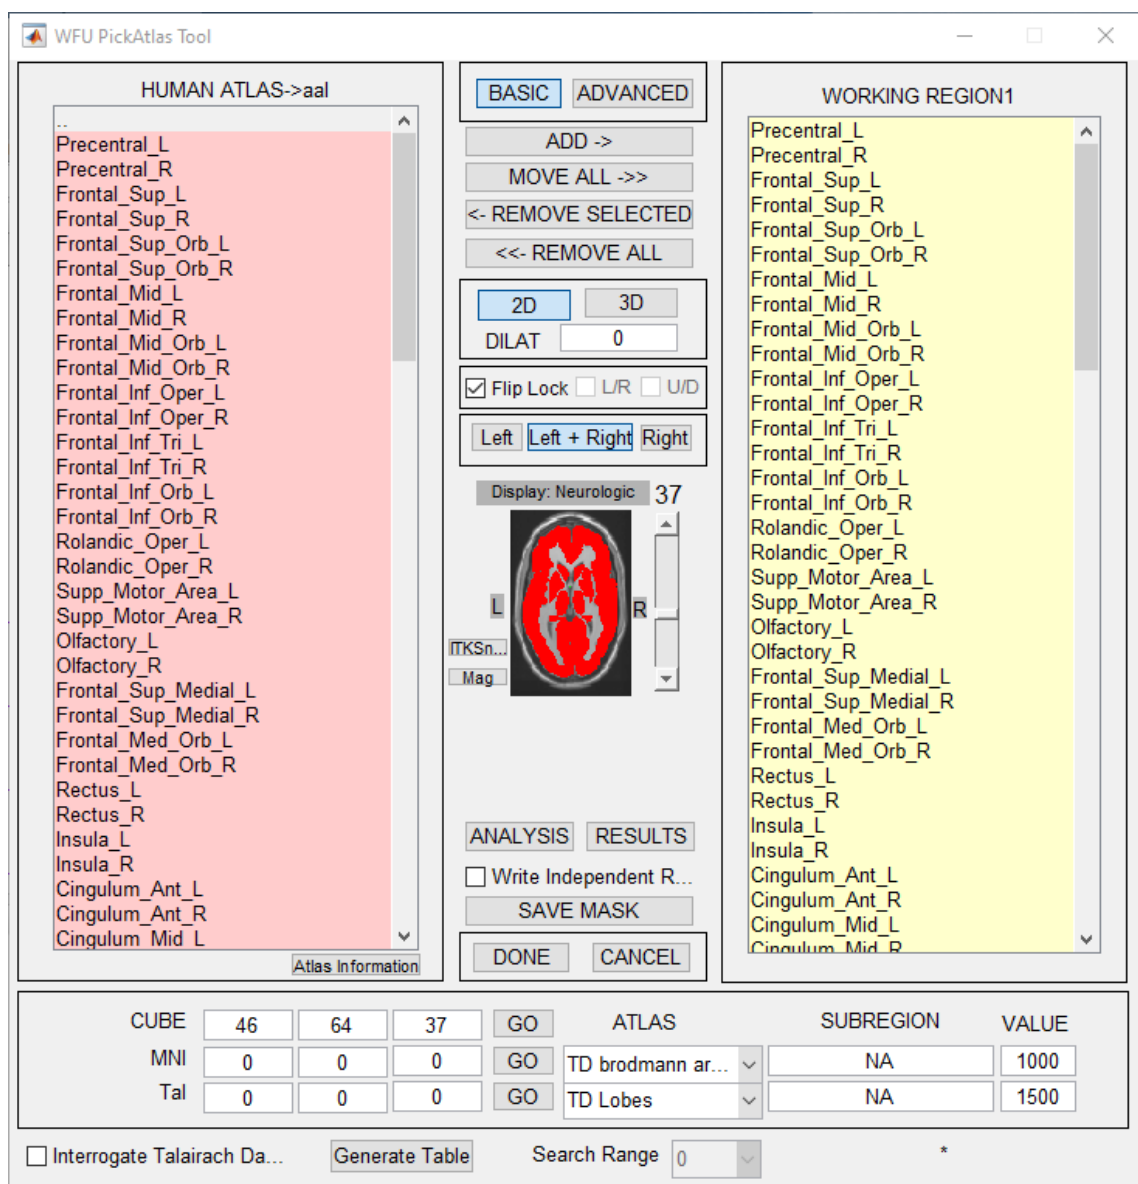 WFU PickAtlas Tool
HUMAN ATLAS->aal
..
Precentral_L
Precentral_R
Frontal_Sup_L
Frontal_Sup_R
Frontal_Sup_Orb_L
Frontal_Sup_Orb_R
Frontal_Mid_L
Frontal_Mid_R
Frontal_Mid_Orb_L
Frontal_Mid_Orb_R
Frontal_Inf_Oper_L
Frontal_Inf_Oper_R
Frontal_Inf_Tri_L
Frontal_Inf_Tri_R
Frontal_Inf_Orb_L
Frontal_Inf_Orb_R
Rolandic_Oper_L
Rolandic_Oper_R
Supp_Motor_Area_L
Supp_Motor_Area_R
Olfactory_L
Olfactory_R
Frontal_Sup_Medial_L
Frontal_Sup_Medial_R
Frontal_Med_Orb_L
Frontal_Med_Orb_R
Rectus_L
Rectus_R
Insula_L
Insula_R
Cingulum_Ant_L
Cingulum_Ant_R
Cingulum_Mid_L
Atlas Information
BASIC ADVANCED
ADD ->
MOVE ALL ->>
<- REMOVE SELECTED
<<- REMOVE ALL
2D 3D
DILAT 0
Flip Lock L/R U/D
Left Left + Right Right
Display: Neurologic 37
L R
ITKSn...
Mag
ANALYSIS RESULTS
Write Independent R...
SAVE MASK
DONE CANCEL
WORKING REGION1
Precentral_L
Precentral_R
Frontal_Sup_L
Frontal_Sup_R
Frontal_Sup_Orb_L
Frontal_Sup_Orb_R
Frontal_Mid_L
Frontal_Mid_R
Frontal_Mid_Orb_L
Frontal_Mid_Orb_R
Frontal_Inf_Oper_L
Frontal_Inf_Oper_R
Frontal_Inf_Tri_L
Frontal_Inf_Tri_R
Frontal_Inf_Orb_L
Frontal_Inf_Orb_R
Rolandic_Oper_L
Rolandic_Oper_R
Supp_Motor_Area_L
Supp_Motor_Area_R
Olfactory_L
Olfactory_R
Frontal_Sup_Medial_L
Frontal_Sup_Medial_R
Frontal_Med_Orb_L
Frontal_Med_Orb_R
Rectus_L
Rectus_R
Insula_L
Insula_R
Cingulum_Ant_L
Cingulum_Ant_R
Cingulum_Mid_L
Cingulum_Mid_R
CUBE 46 64 37 GO ATLAS SUBREGION VALUE
MNI 0 0 0 GO TD brodmann ar... NA 1000
Tal 0 0 0 GO TD Lobes NA 1500
Interrogate Talairach Da... Generate Table Search Range 0 *